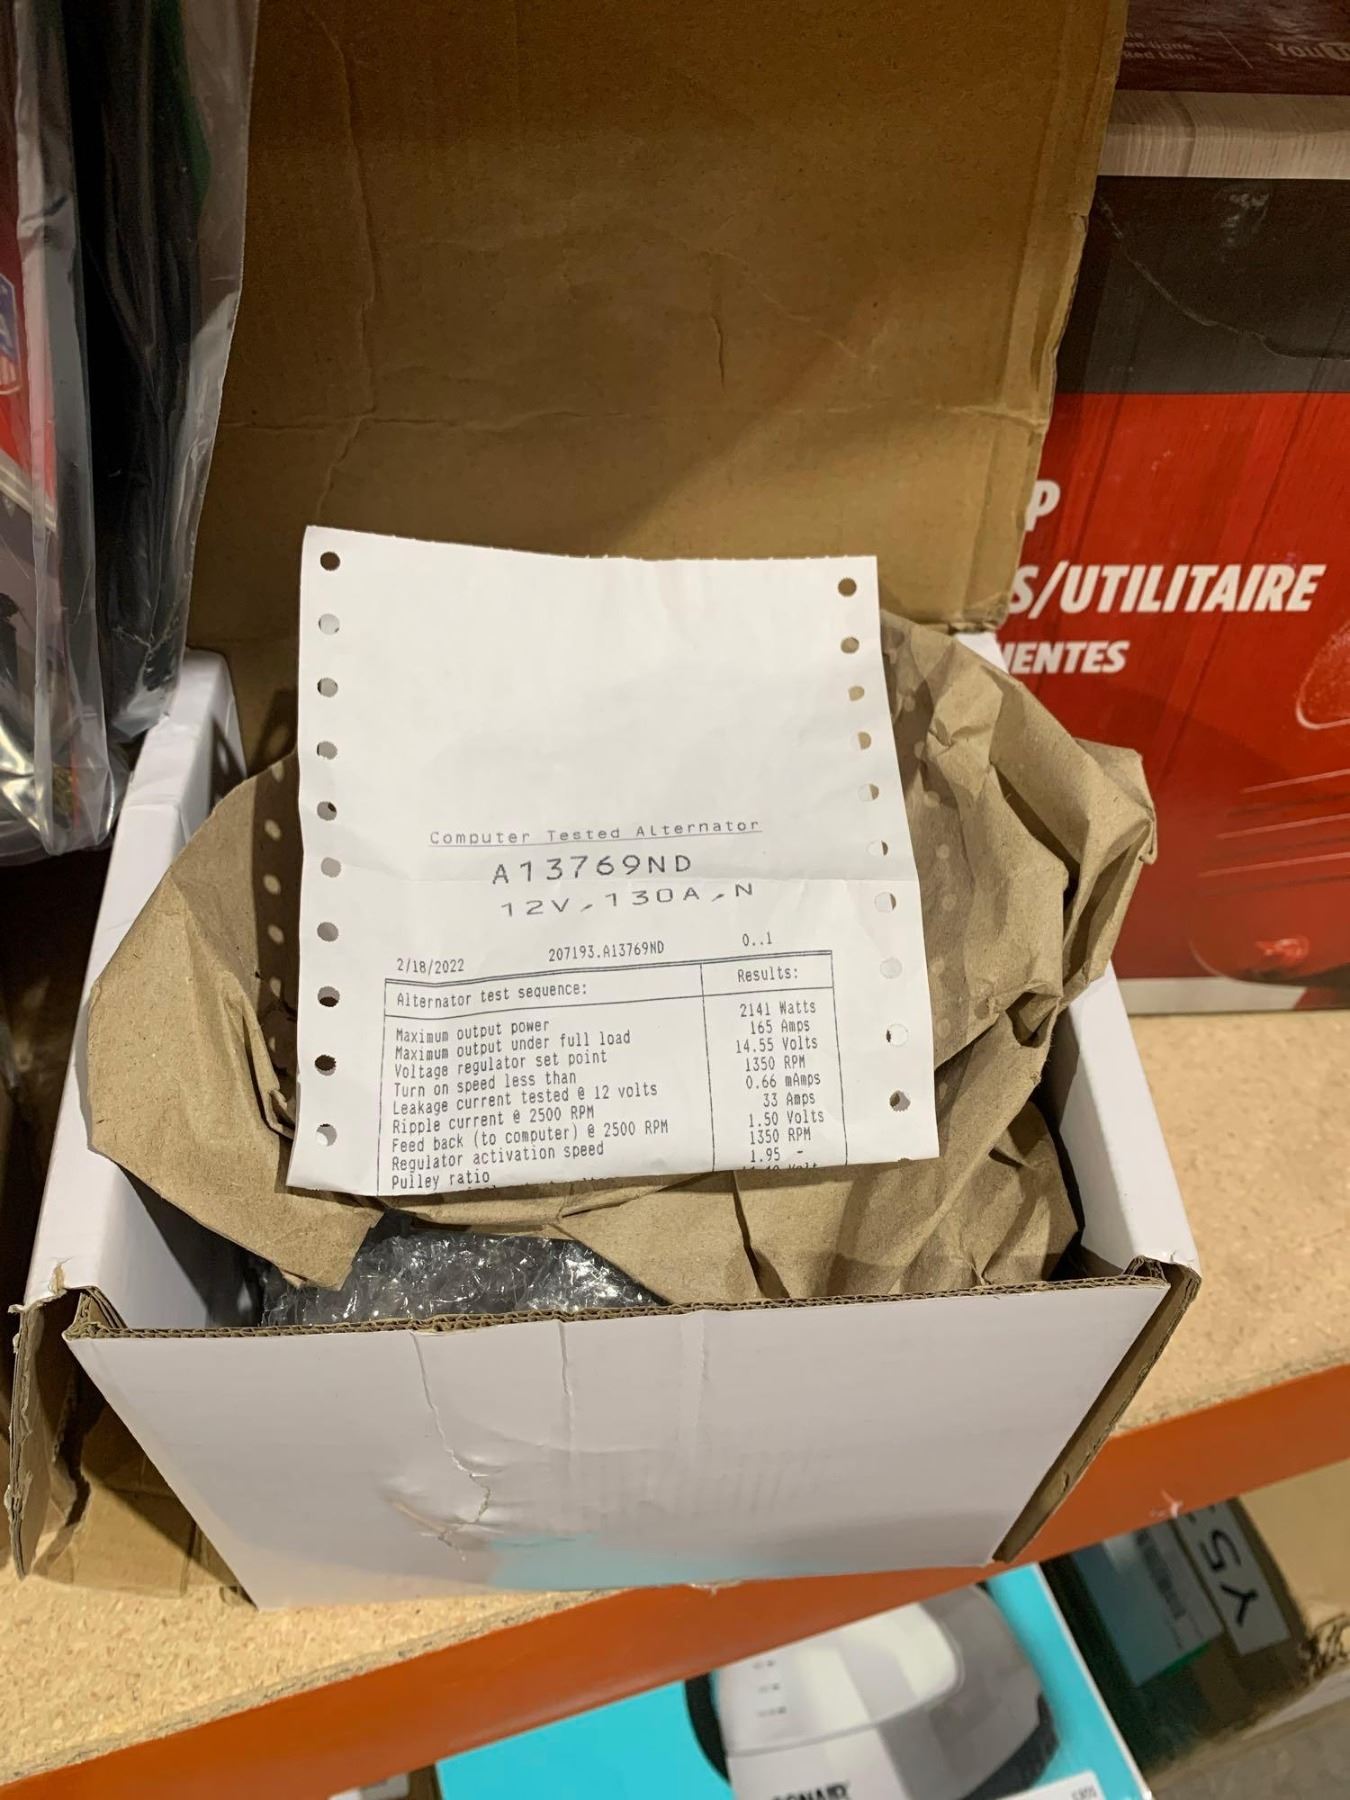 Computer Tested Alternator
A13769ND
12V, 130A, N
2/18/2022 207193.A13769ND 0..1
Alternator test sequence: Results:
Maximum output power 2141 Watts
Maximum output under full load 165 Amps
Voltage regulator set point 14.55 Volts
Turn on speed less than 1350 RPM
Leakage current tested @ 12 volts 0.66 mAmps
Ripple current @ 2500 RPM 33 Amps
Feed back (to computer) @ 2500 RPM 1.50 Volts
Regulator activation speed 1350 RPM
Pulley ratio 1.95 -
P
S/UTILITAIRE
IENTES
Red Lion.